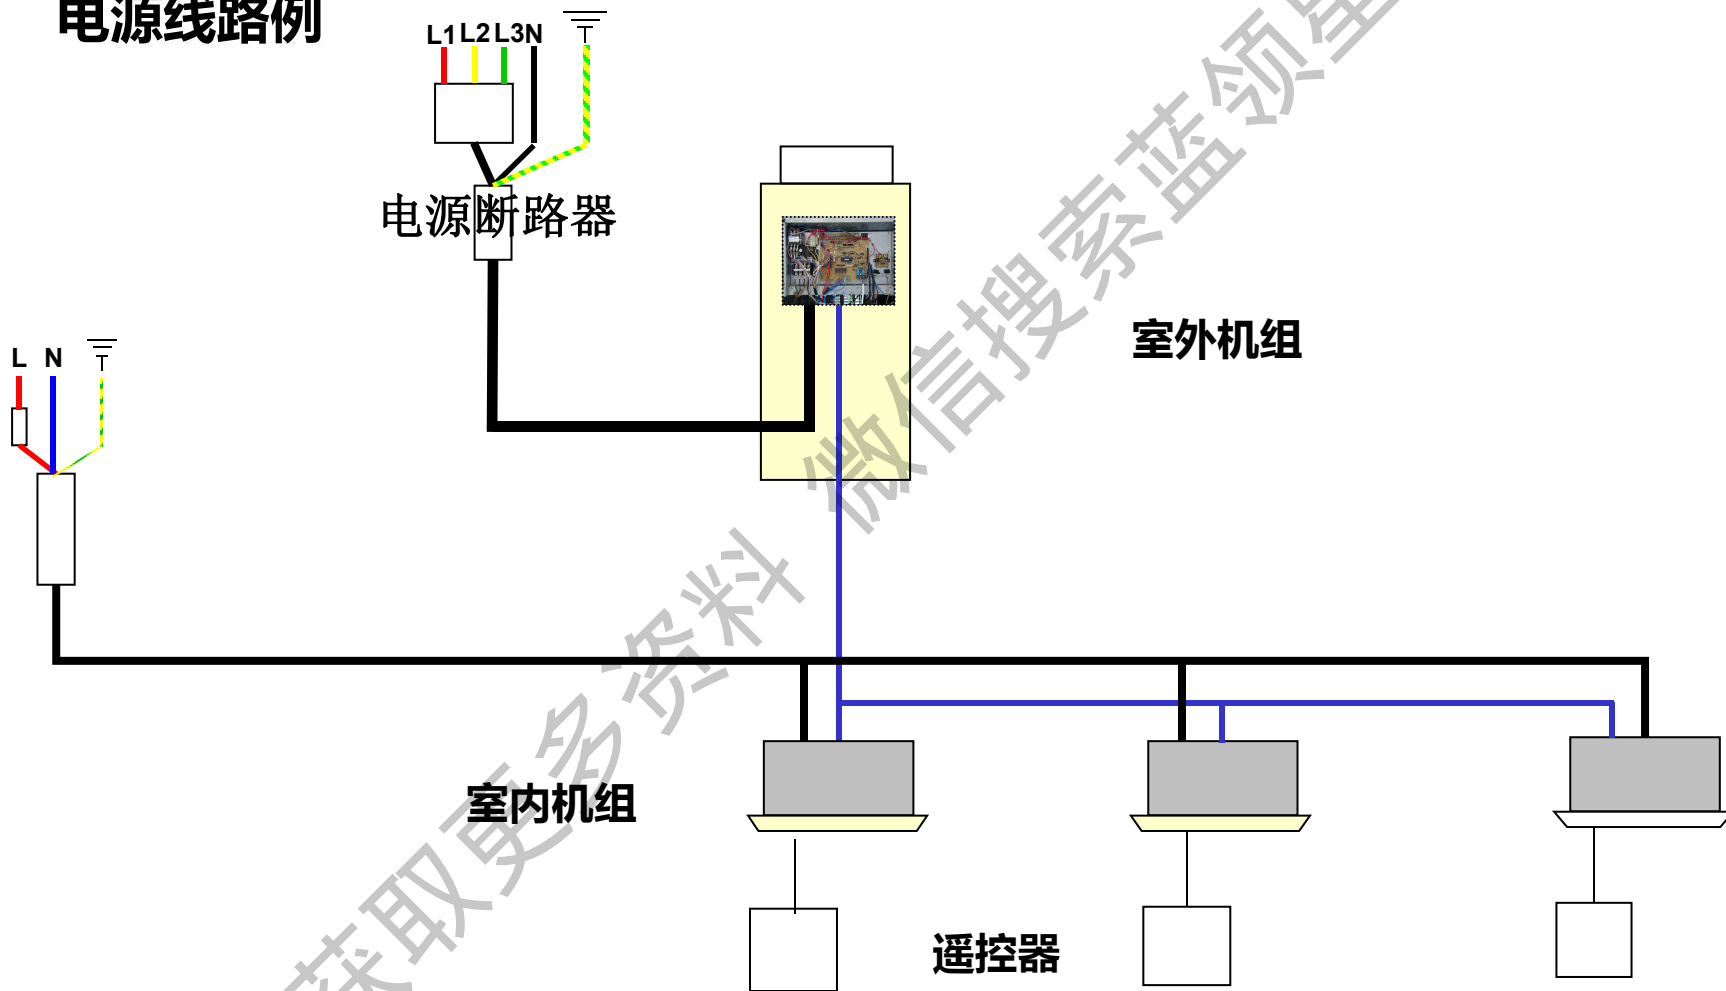 电源线路例
L1 L2 L3 N
电源断路器
室外机组
L N
室内机组
遥控器
获取更多资料 微信搜索蓝领星